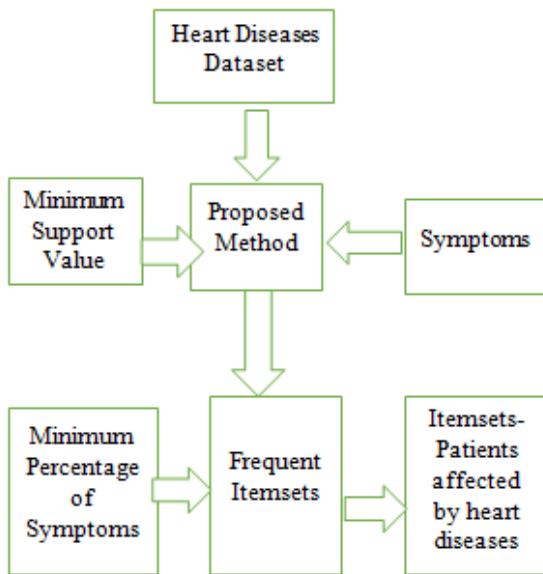 Heart Diseases
Dataset
Minimum
Support
Value
Proposed
Method
Symptoms
Minimum
Percentage
of
Symptoms
Frequent
Itemsets
Itemsets-
Patients
affected
by heart
diseases